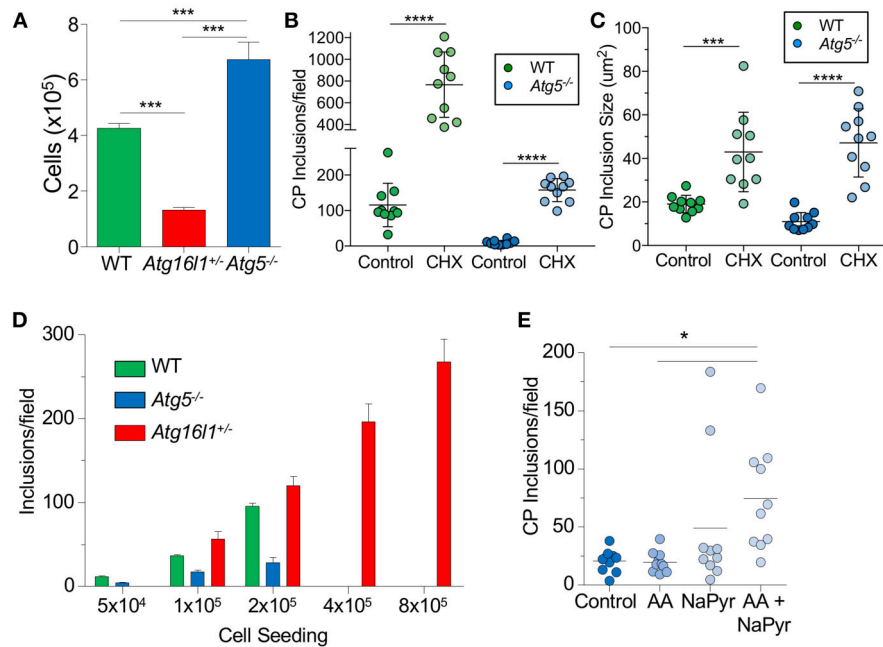 A
Cells (x10⁵)
8
6
4
2
0
***
***
***
WT
Atg16l1⁺/⁻
Atg5⁻/⁻
B
CP Inclusions/field
1200
1000
800
600
400
200
100
0
****
****
WT
Atg5⁻/⁻
Control
CHX
Control
CHX
C
CP Inclusion Size (um²)
100
80
60
40
20
0
***
****
WT
Atg5⁻/⁻
Control
CHX
Control
CHX
D
Inclusions/field
300
200
100
0
WT
Atg5⁻/⁻
Atg16l1⁺/⁻
5x10⁴
1x10⁵
2x10⁵
4x10⁵
8x10⁵
Cell Seeding
E
CP Inclusions/field
200
150
100
50
25
0
*
Control
AA
NaPyr
AA +
NaPyr